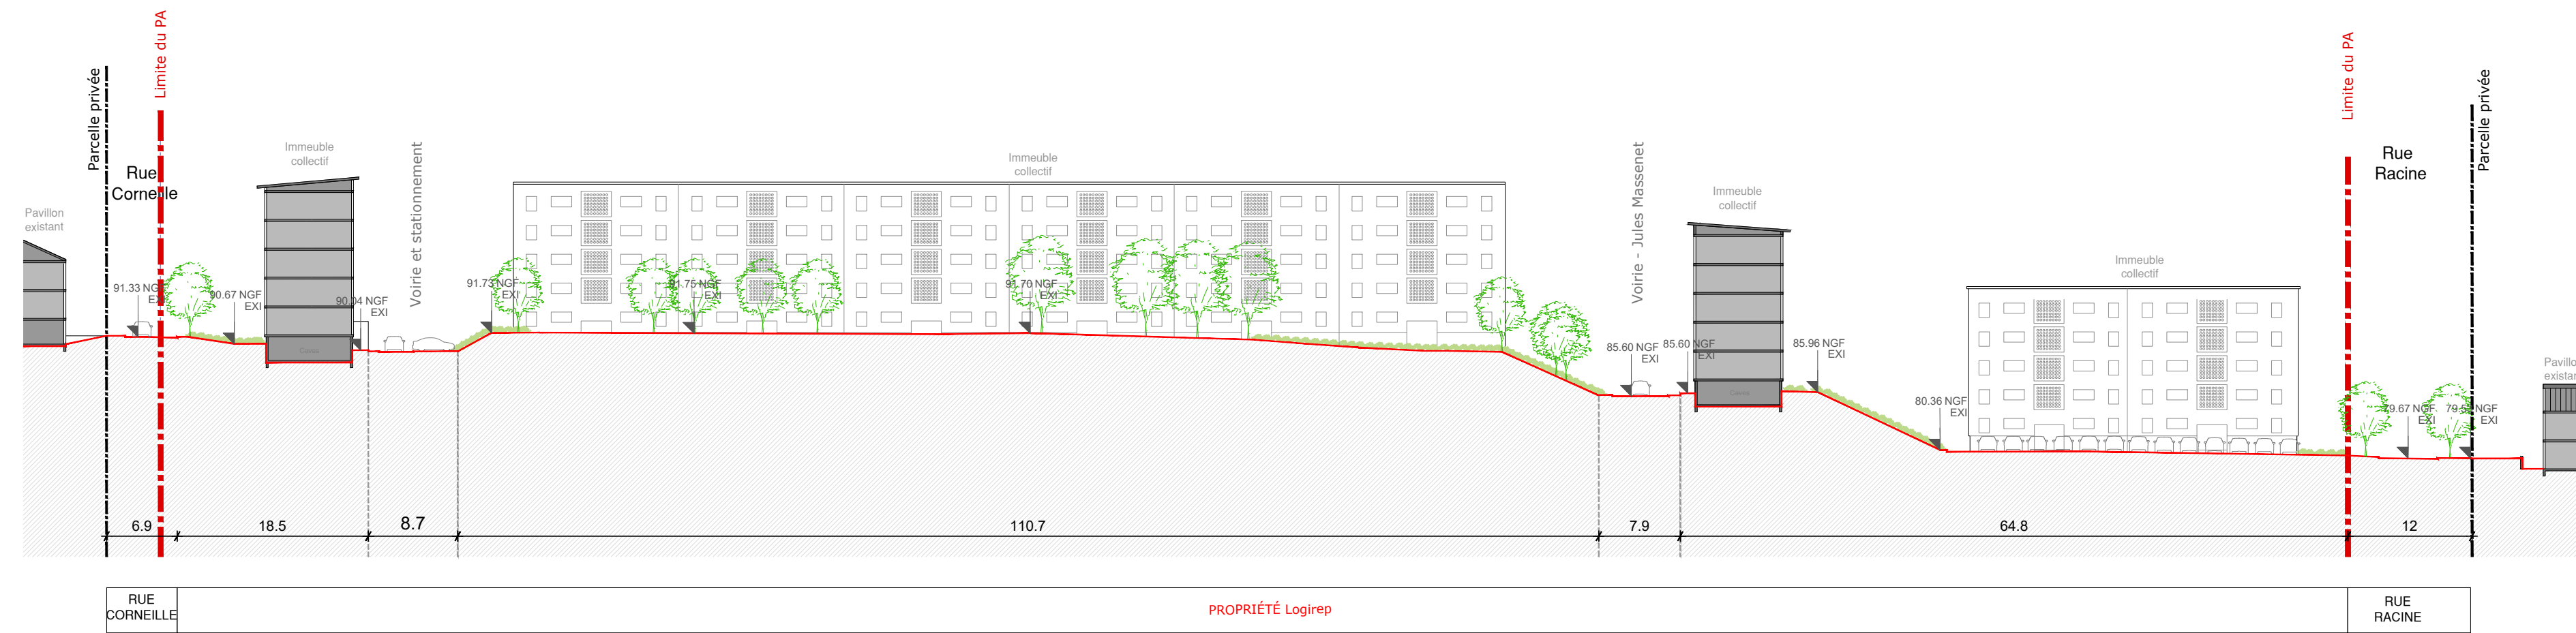 Limite du PA
Parcelle privée
Rue
Corneille
Pavillon
existant
91.33 NGF
EXI
90.67 NGF
EXI
Immeuble
collectif
90.04 NGF
EXI
Voirie et stationnement
91.73 NGF
EXI
91.75 NGF
EXI
Immeuble
collectif
91.70 NGF
EXI
Voirie - Jules Massenet
85.60 NGF
EXI
85.60 NGF
EXI
Immeuble
collectif
85.96 NGF
EXI
80.36 NGF
EXI
Immeuble
collectif
Limite du PA
Rue
Racine
Parcelle privée
79.67 NGF
EXI
NGF
EXI
6.9
18.5
8.7
110.7
7.9
64.8
12
RUE
CORNEILLE
PROPRIÉTÉ Logirep
RUE
RACINE